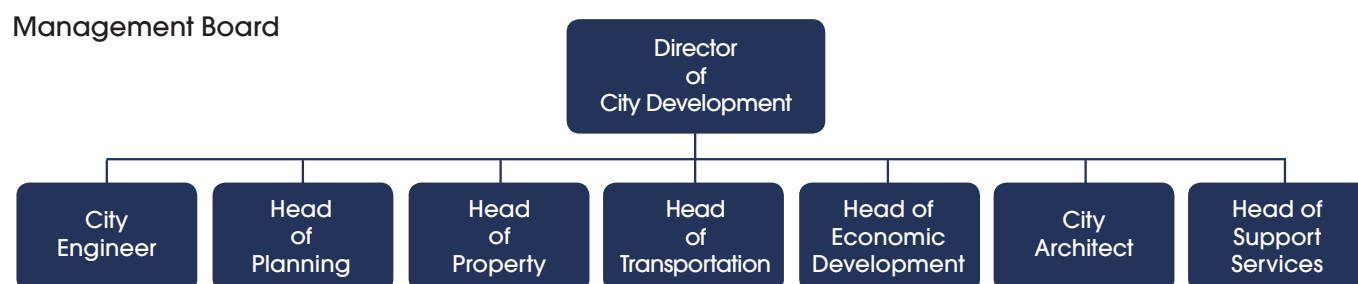 Management Board
Director
of
City Development
City
Engineer
Head
of
Planning
Head
of
Property
Head
of
Transportation
Head of
Economic
Development
City
Architect
Head of
Support
Services